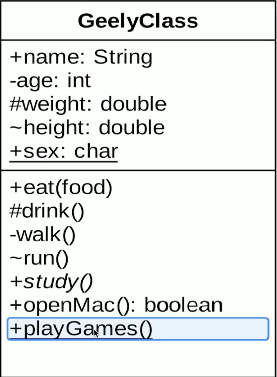 GeelyClass
+name: String
-age: int
#weight: double
~height: double
+sex: char
+eat(food)
#drink()
-walk()
~run()
+study()
+openMac(): boolean
+playGames()